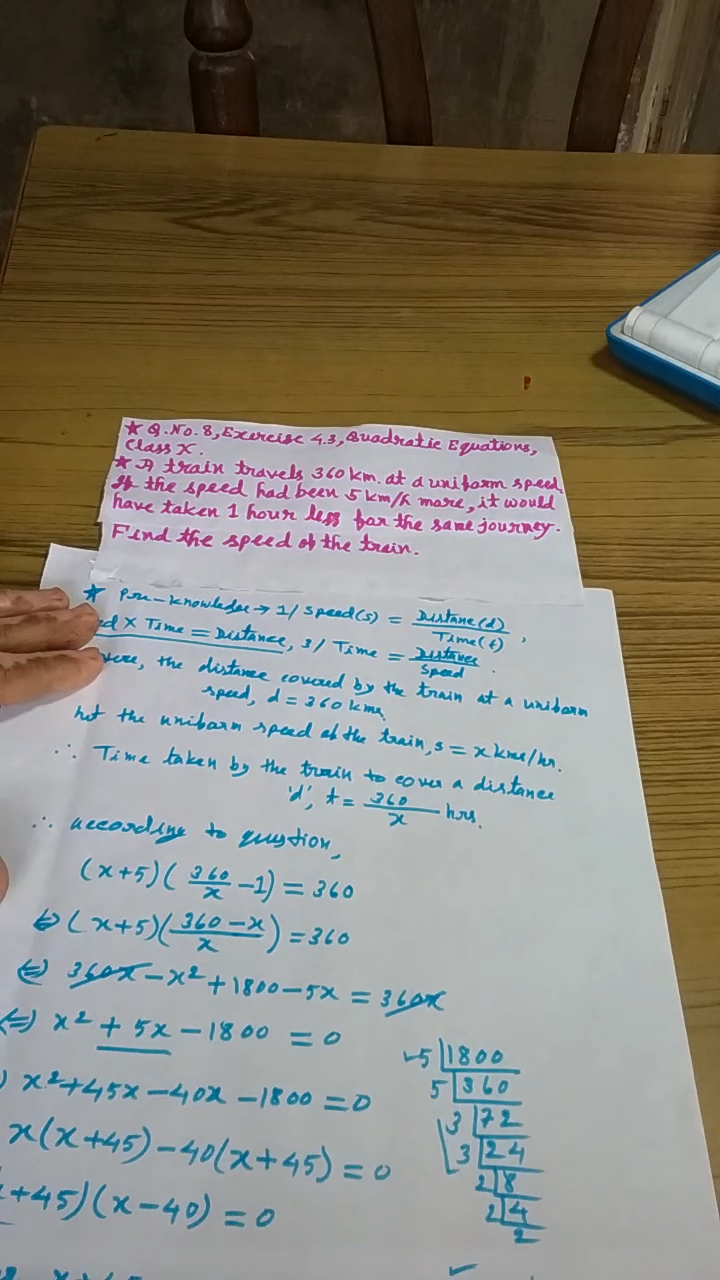 ★ Q.No. 8, Exercise 4.3, Quadratic Equations,
Class X.
★ A train travels 360 km. at a uniform speed.
If the speed had been 5 km/h more, it would
have taken 1 hour less for the same journey.
Find the speed of the train.
★ Pre-knowledge → 1/ Speed(s) = Distance(d)/Time(t),
ed × Time = Distance, 3/ Time = Distance/Speed.
here, the distance covered by the train at a uniform
speed, d = 360 kms.
Let the uniform speed of the train, s = x kms/hr.
∴ Time taken by the train to cover a distance
'd', t = 360/x hrs.
∴ according to question,
(x+5)(360/x - 1) = 360
⇔ (x+5)(360-x/x) = 360
⇔) 360x - x² + 1800 - 5x = 360x
⇔) x² + 5x - 1800 = 0
) x² + 45x - 40x - 1800 = 0
x(x+45) - 40(x+45) = 0
+45)(x-40) = 0
✓5 | 1800
5 | 360
3 | 72
3 | 24
2 | 8
2 | 4
2